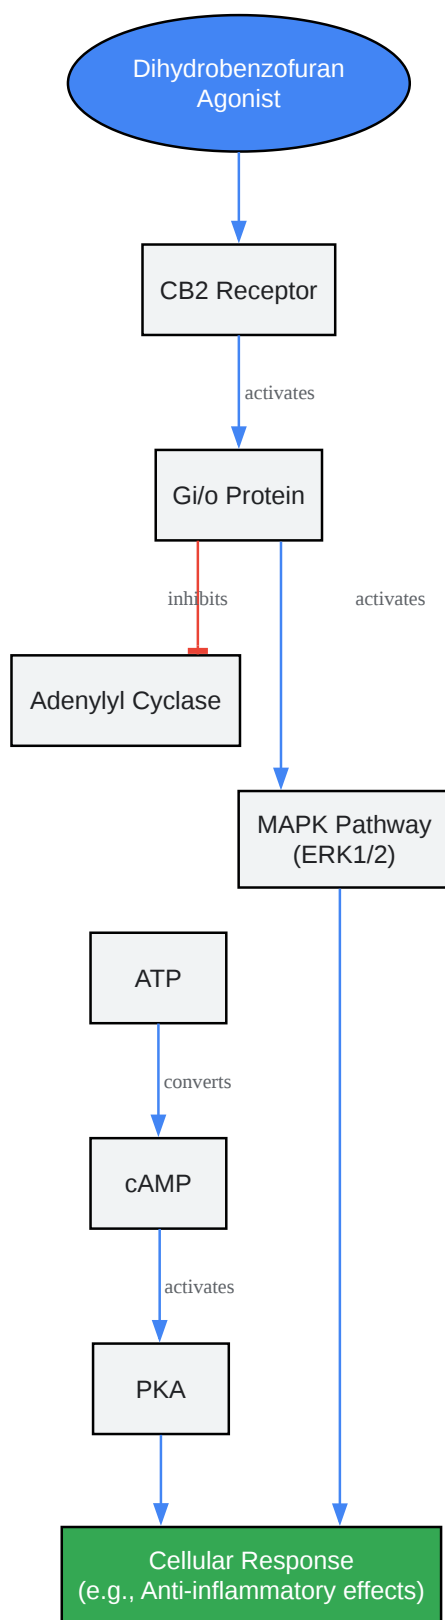 Dihydrobenzofuran
Agonist
CB2 Receptor
activates
Gi/o Protein
inhibits
activates
Adenylyl Cyclase
MAPK Pathway
(ERK1/2)
ATP
converts
cAMP
activates
PKA
Cellular Response
(e.g., Anti-inflammatory effects)